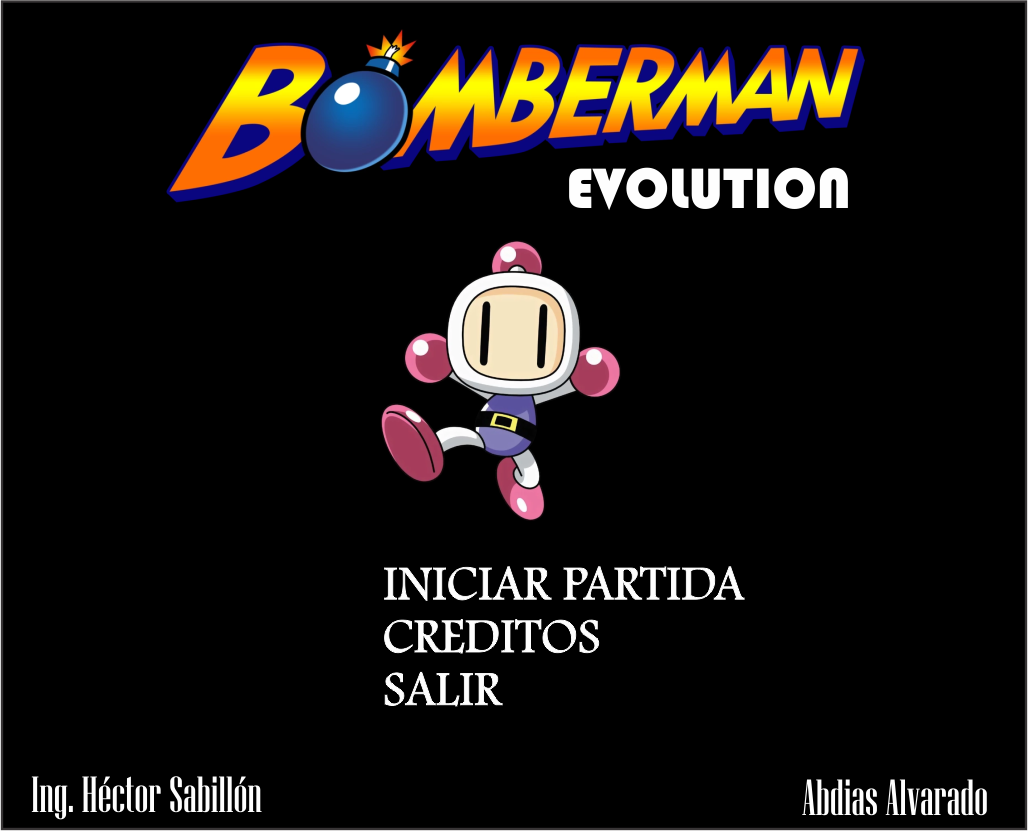 BOMBERMAN
EVOLUTION
INICIAR PARTIDA
CREDITOS
SALIR
Ing. Héctor Sabillón
Abdias Alvarado